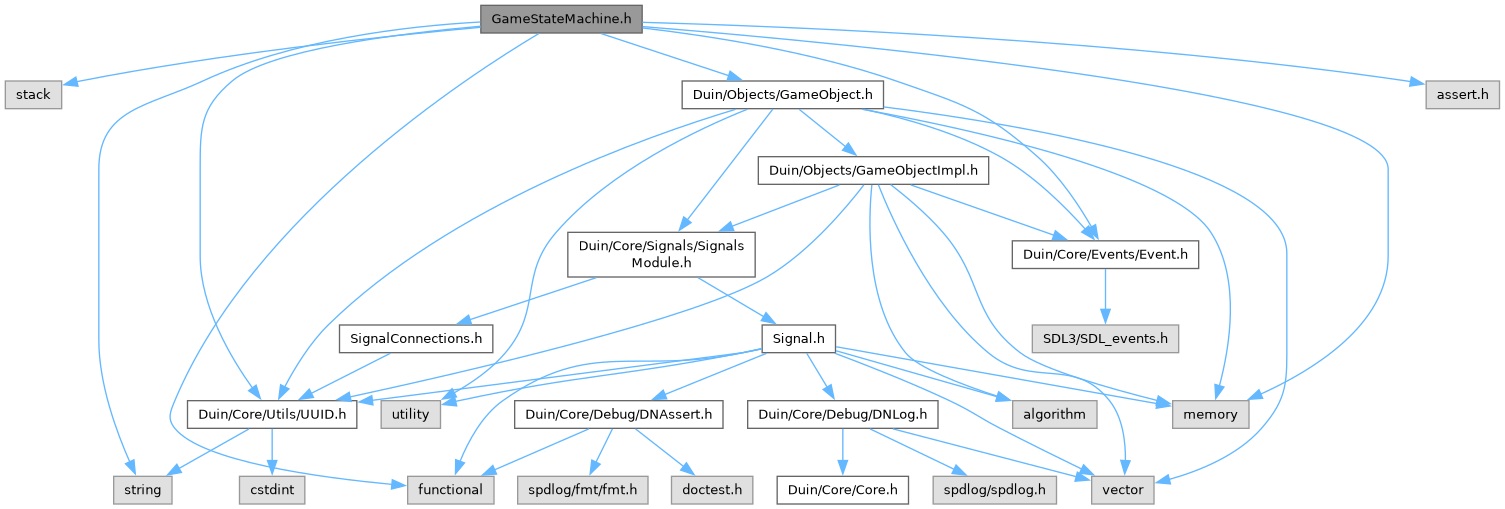 GameStateMachine.h
stack
Duin/Objects/GameObject.h
assert.h
Duin/Objects/GameObjectImpl.h
Duin/Core/Signals/Signals
Module.h
Duin/Core/Events/Event.h
SignalConnections.h
Signal.h
SDL3/SDL_events.h
Duin/Core/Utils/UUID.h
utility
Duin/Core/Debug/DNAssert.h
Duin/Core/Debug/DNLog.h
algorithm
memory
string
cstdint
functional
spdlog/fmt/fmt.h
doctest.h
Duin/Core/Core.h
spdlog/spdlog.h
vector